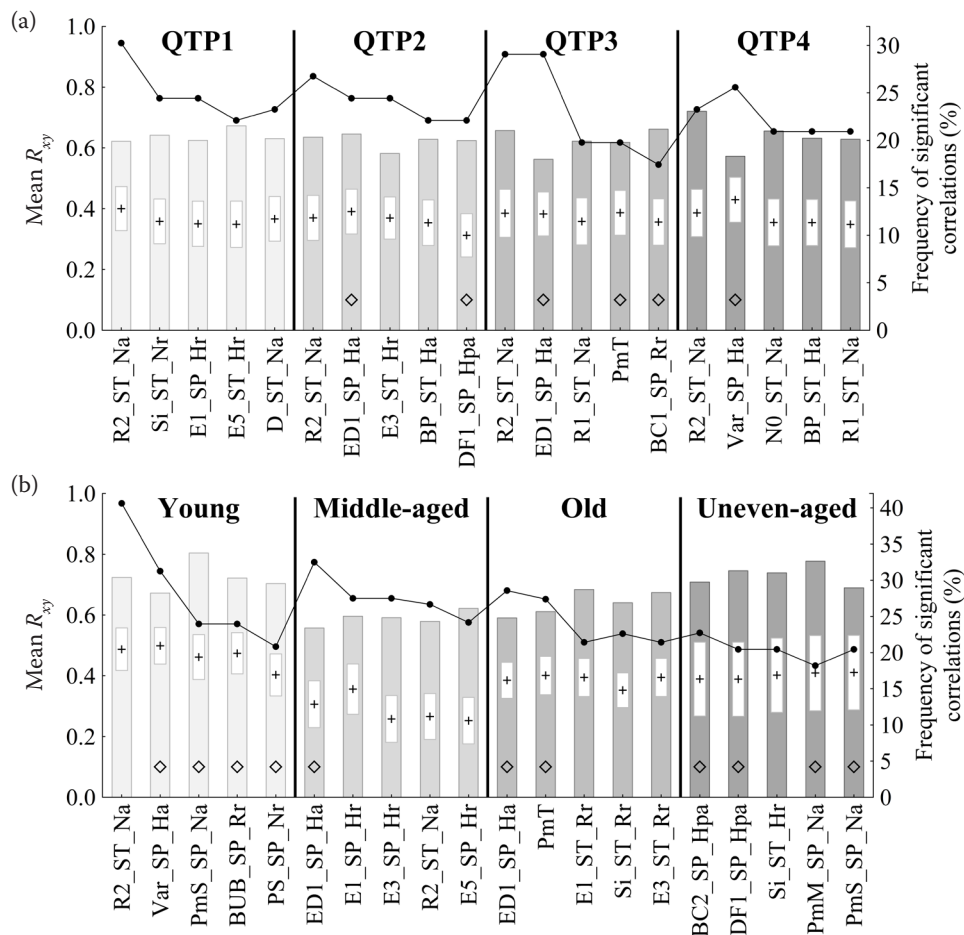 (a)
QTP1 QTP2 QTP3 QTP4
Mean Rxy
1.0
0.8
0.6
0.4
0.2
0.0
30
25
20
15
10
5
0
Frequency of significant
correlations (%)
R2_ST_Na
Si_ST_Nr
E1_SP_Hr
E5_ST_Hr
D_ST_Na
R2_ST_Na
ED1_SP_Ha
E3_ST_Hr
BP_ST_Ha
DF1_SP_Hpa
R2_ST_Na
ED1_SP_Ha
R1_ST_Na
PmT
BC1_SP_Rr
R2_ST_Na
Var_SP_Ha
N0_ST_Na
BP_ST_Ha
R1_ST_Na
(b)
Young Middle-aged Old Uneven-aged
Mean Rxy
1.0
0.8
0.6
0.4
0.2
0.0
40
35
30
25
20
15
10
5
0
Frequency of significant
correlations (%)
R2_ST_Na
Var_SP_Ha
PmS_SP_Na
BUB_SP_Rr
PS_SP_Nr
ED1_SP_Ha
E1_SP_Hr
E3_SP_Hr
R2_ST_Na
E5_SP_Hr
ED1_SP_Ha
PmT
E1_ST_Rr
Si_ST_Rr
E3_ST_Rr
BC2_SP_Hpa
DF1_SP_Hpa
Si_ST_Hr
PmM_SP_Na
PmS_SP_Na